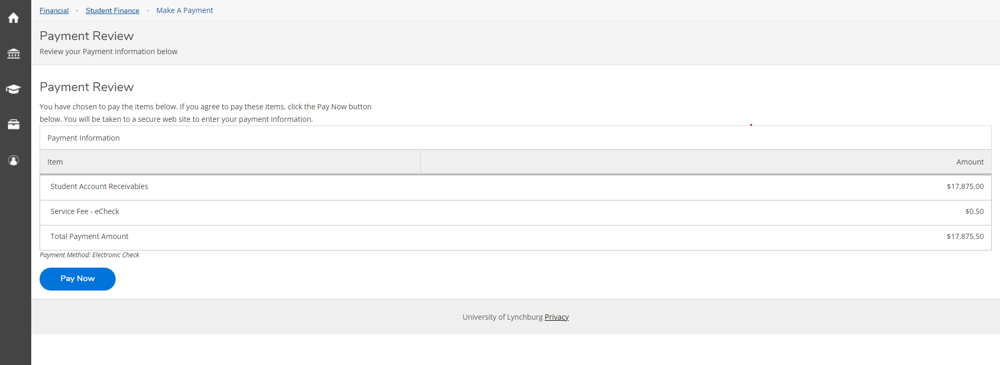 Financial • Student Finance • Make A Payment
Payment Review
Review your Payment Information below
Payment Review
You have chosen to pay the items below. If you agree to pay these items, click the Pay Now button
below. You will be taken to a secure web site to enter your payment information.
Payment Information
Item Amount
Student Account Receivables $17,875.00
Service Fee - eCheck $0.50
Total Payment Amount $17,875.50
Payment Method: Electronic Check
Pay Now
University of Lynchburg Privacy